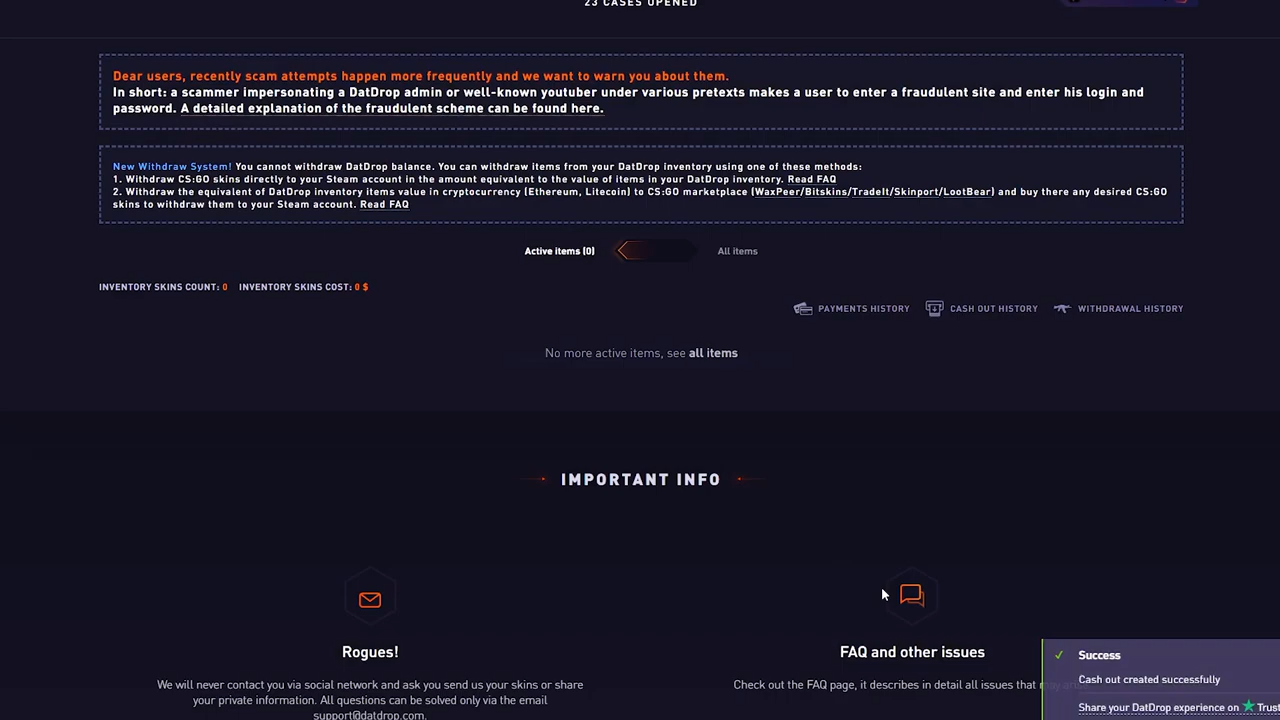 23 CASES OPENED
Dear users, recently scam attempts happen more frequently and we want to warn you about them.
In short: a scammer impersonating a DatDrop admin or well-known youtuber under various pretexts makes a user to enter a fraudulent site and enter his login and
password. A detailed explanation of the fraudulent scheme can be found here.
New Withdraw System! You cannot withdraw DatDrop balance. You can withdraw items from your DatDrop inventory using one of these methods:
1. Withdraw CS:GO skins directly to your Steam account in the amount equivalent to the value of items in your DatDrop inventory. Read FAQ
2. Withdraw the equivalent of DatDrop inventory items value in cryptocurrency (Ethereum, Litecoin) to CS:GO marketplace (WaxPeer/Bitskins/TradeIt/Skinport/LootBear) and buy there any desired CS:GO
skins to withdraw them to your Steam account. Read FAQ
Active items (0) All items
INVENTORY SKINS COUNT: 0 INVENTORY SKINS COST: 0 $
PAYMENTS HISTORY CASH OUT HISTORY WITHDRAWAL HISTORY
No more active items, see all items
IMPORTANT INFO
Rogues!
We will never contact you via social network and ask you send us your skins or share
your private information. All questions can be solved only via the email
support@datdrop.com.
FAQ and other issues
Check out the FAQ page, it describes in detail all issues that may
Success
Cash out created successfully
Share your DatDrop experience on Trust